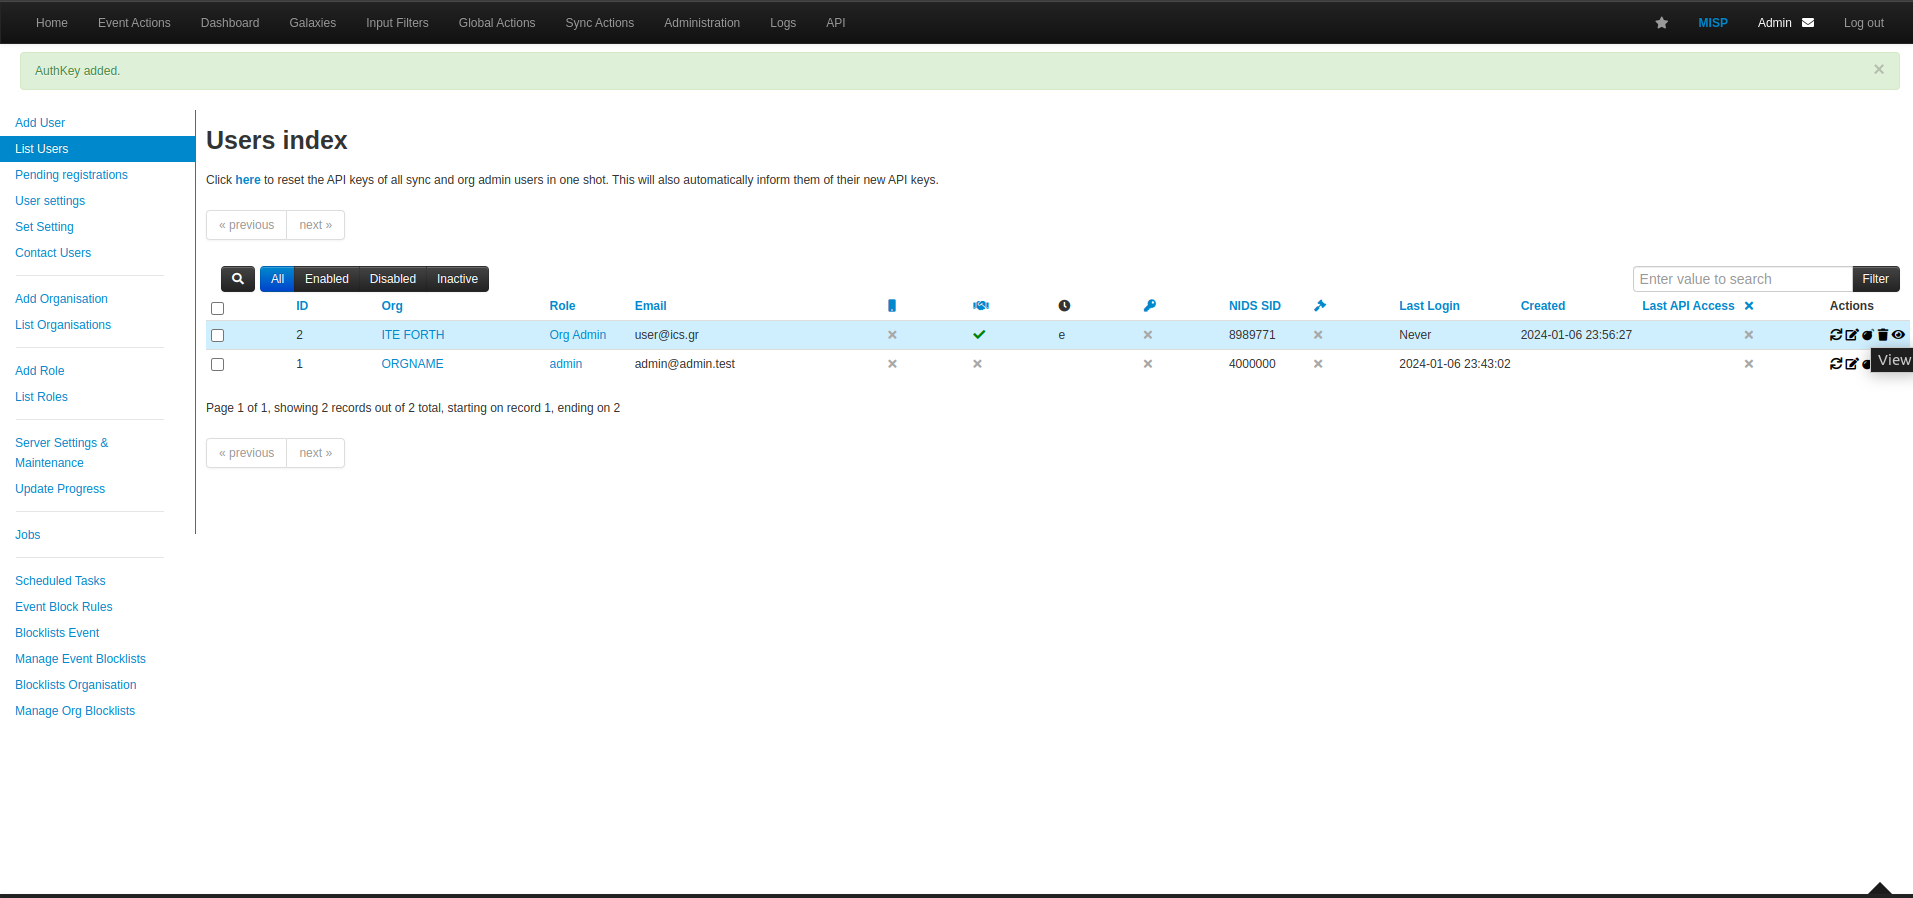 Home Event Actions Dashboard Galaxies Input Filters Global Actions Sync Actions Administration Logs API MISP Admin Log out
AuthKey added. ×
Add User
List Users
Pending registrations
User settings
Set Setting
Contact Users
Add Organisation
List Organisations
Add Role
List Roles
Server Settings &
Maintenance
Update Progress
Jobs
Scheduled Tasks
Event Block Rules
Blocklists Event
Manage Event Blocklists
Blocklists Organisation
Manage Org Blocklists
Users index
Click here to reset the API keys of all sync and org admin users in one shot. This will also automatically inform them of their new API keys.
« previous next »
All Enabled Disabled Inactive Enter value to search Filter
ID Org Role Email NIDS SID Last Login Created Last API Access Actions
2 ITE FORTH Org Admin user@ics.gr e 8989771 Never 2024-01-06 23:56:27
1 ORGNAME admin admin@admin.test 4000000 2024-01-06 23:43:02
View
Page 1 of 1, showing 2 records out of 2 total, starting on record 1, ending on 2
« previous next »